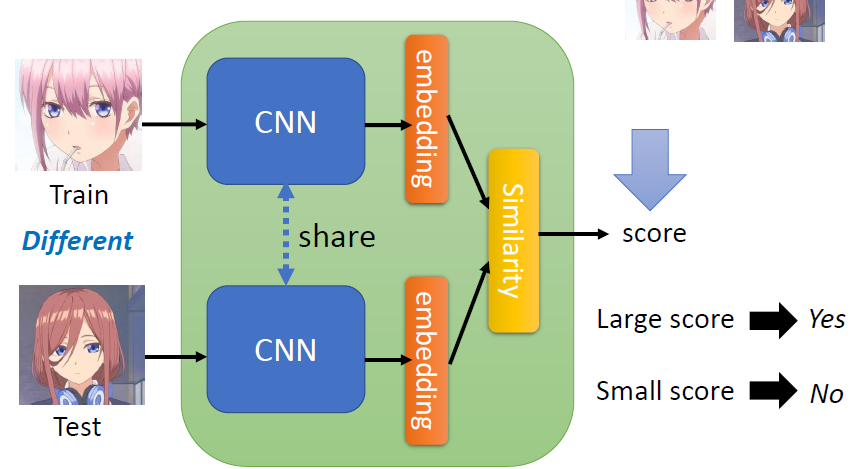 CNN
embedding
Train
Similarity
share
Different
score
CNN
embedding
Large score
Yes
Small score
No
Test